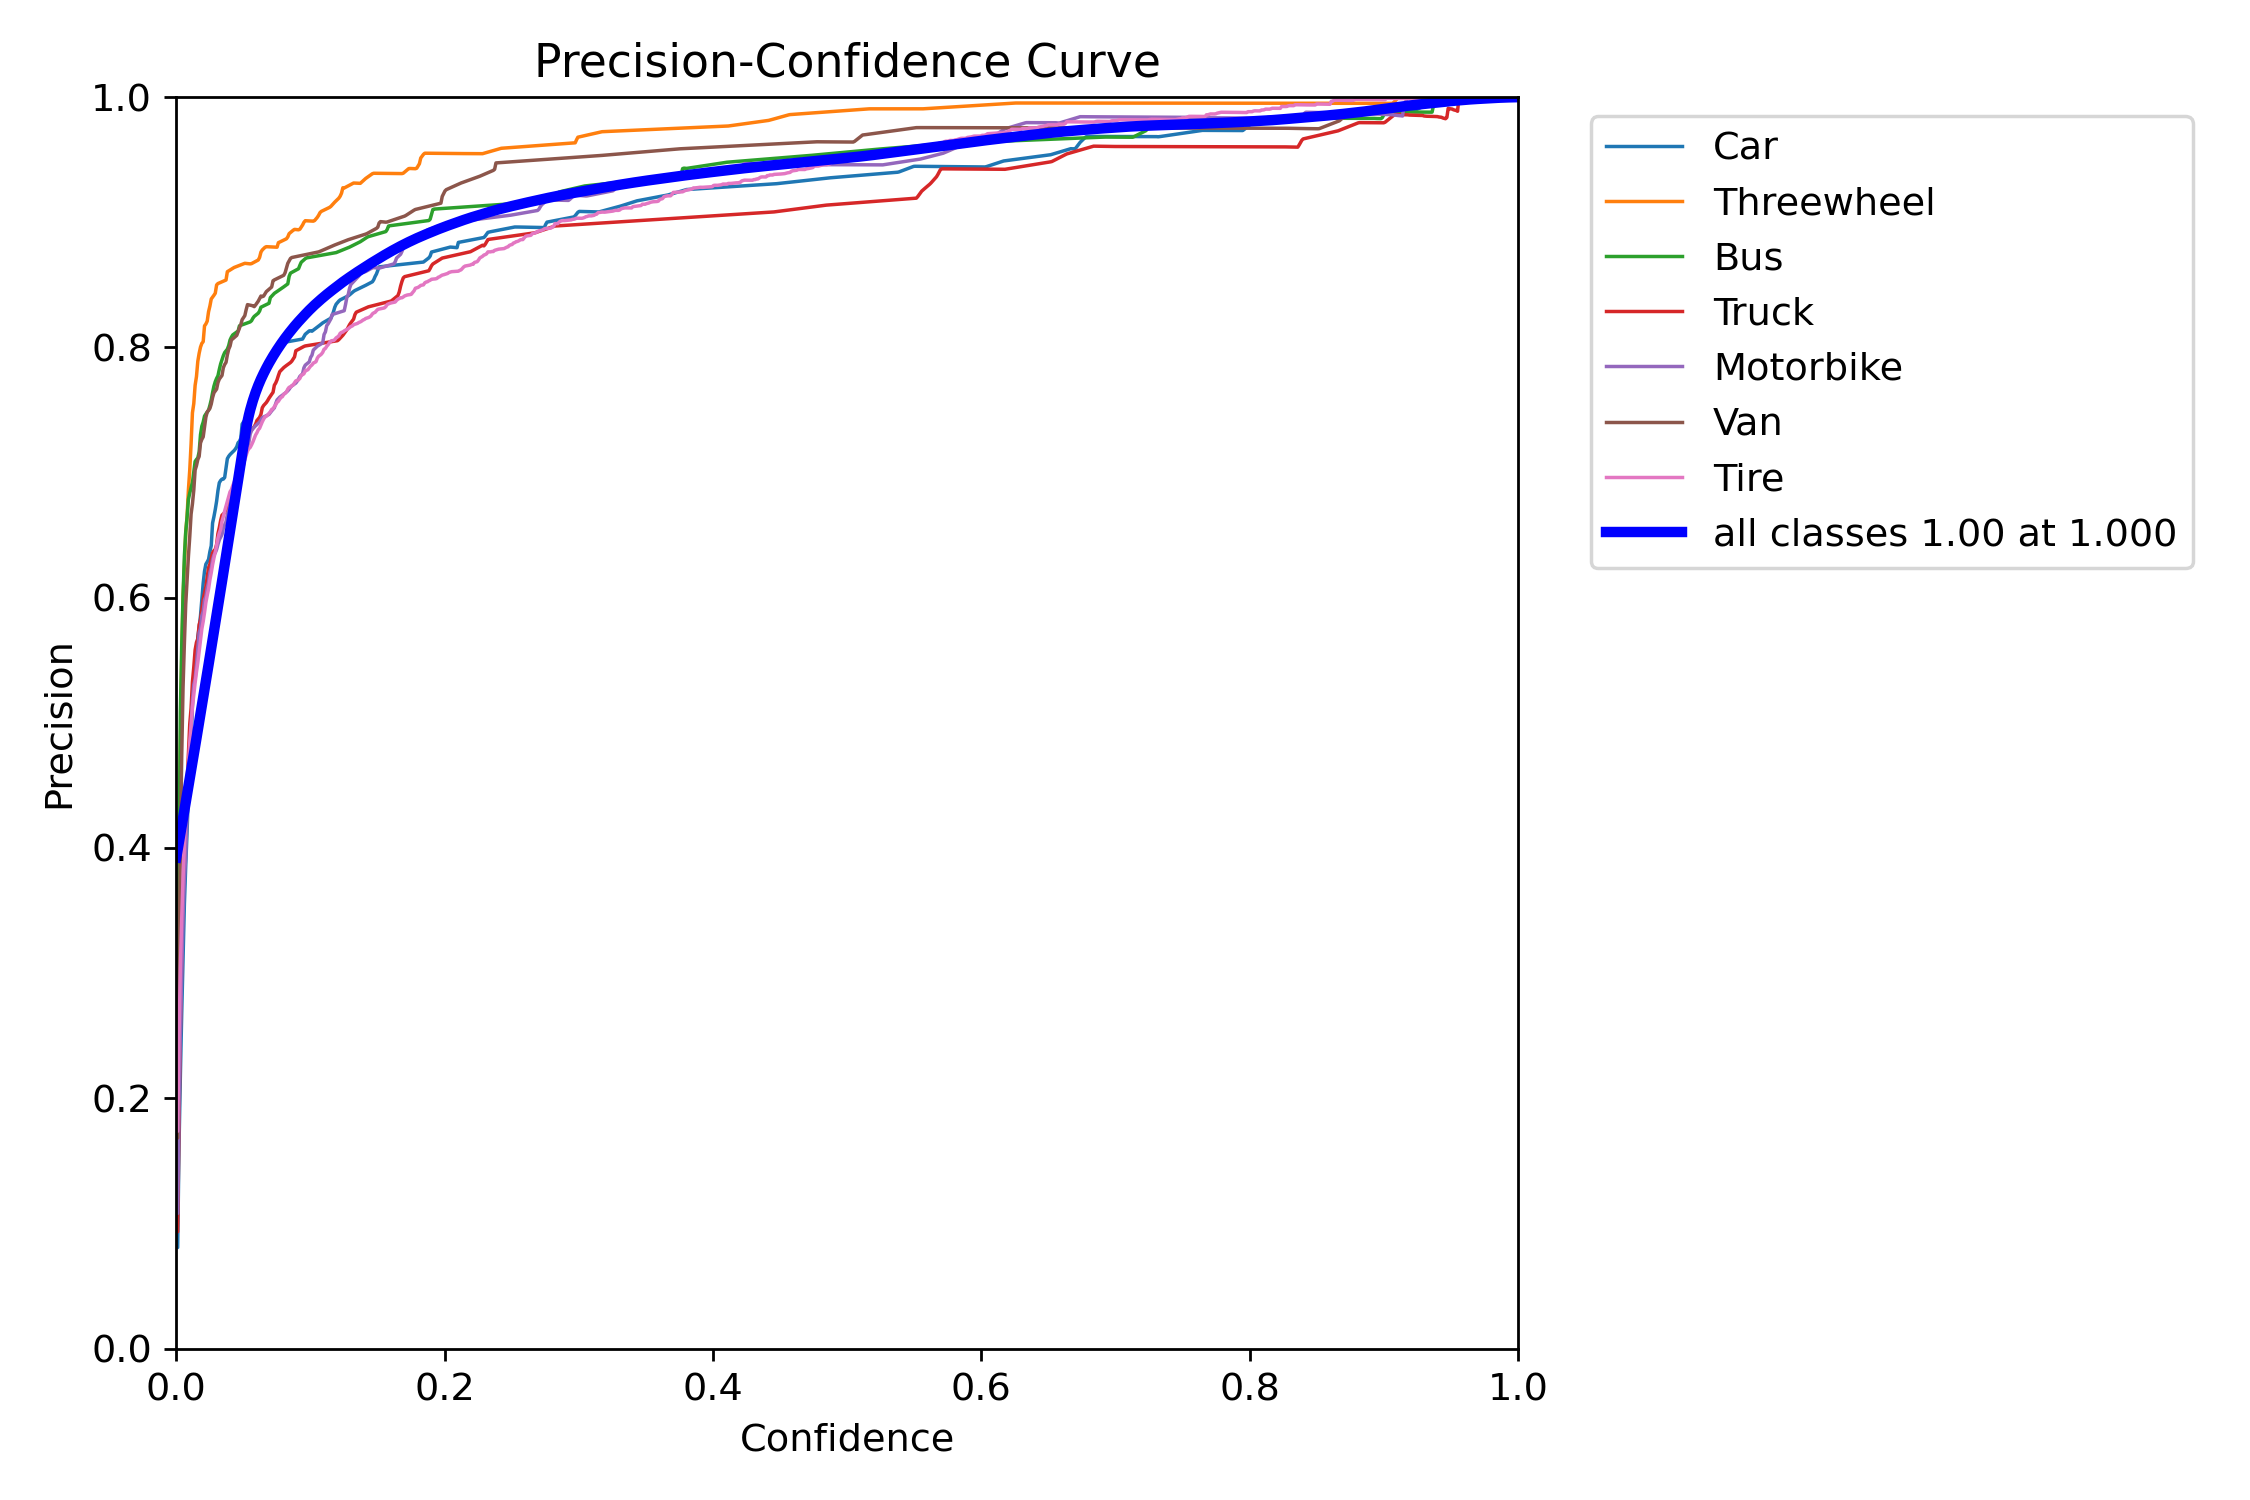 Precision-Confidence Curve
1.0
0.8
0.6
0.4
0.2
0.0
Precision
0.0 0.2 0.4 0.6 0.8 1.0
Confidence
Car
Threewheel
Bus
Truck
Motorbike
Van
Tire
all classes 1.00 at 1.000